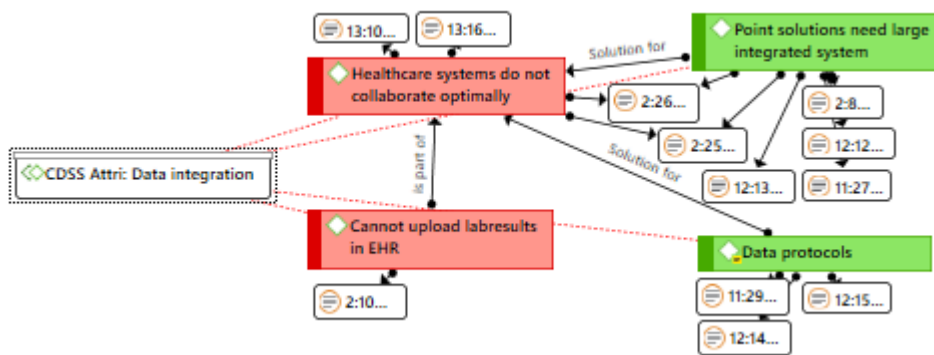 13:10...
13:16...
Point solutions need large
integrated system
Solution for
Healthcare systems do not
collaborate optimally
2:26...
2:8...
2:25...
12:12...
Solution for
CDSS Attri: Data integration
is part of
12:13...
11:27...
Cannot upload labresults
in EHR
Data protocols
2:10...
11:29...
12:15...
12:14...